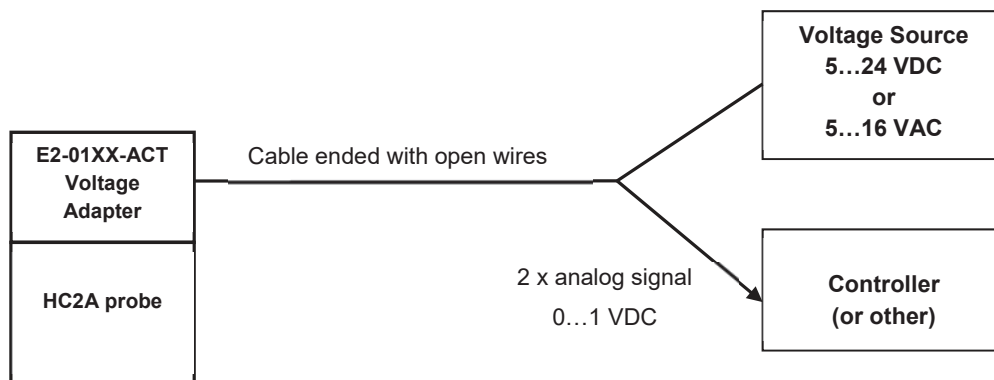 Voltage Source
5…24 VDC
or
5…16 VAC
E2-01XX-ACT
Voltage
Adapter
Cable ended with open wires
HC2A probe
2 x analog signal
0…1 VDC
Controller
(or other)